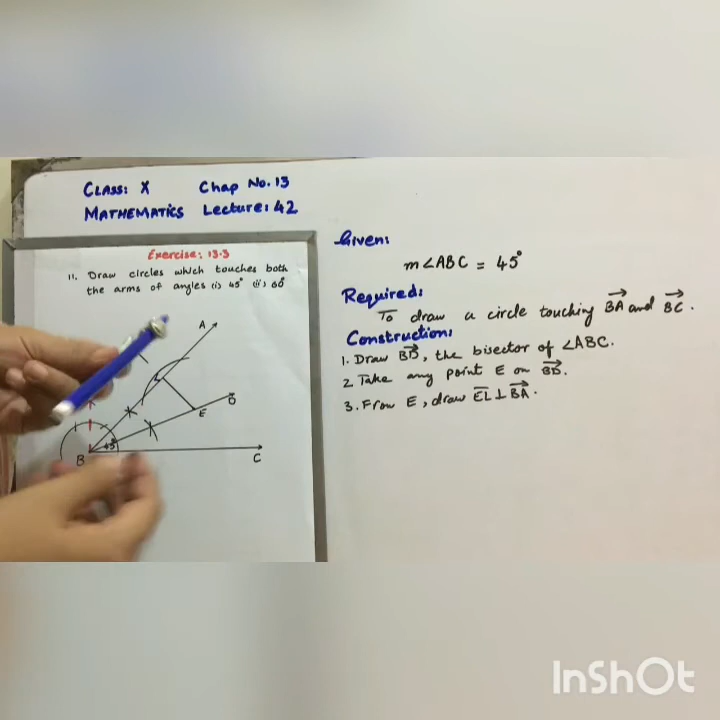 CLASS: X Chap No. 13
MATHEMATICS Lecture: 42
Exercise: 13.3
11. Draw circles which touches both
the arms of angles (i) 45° (ii) 60°
A
L
E
D
B
45°
C
Given:
m∠ABC = 45°
Required:
To draw a circle touching BA→ and BC→.
Construction:
1. Draw BD→, the bisector of ∠ABC.
2. Take any point E on BD→.
3. From E, draw EL ⊥ BA→.
InShOt